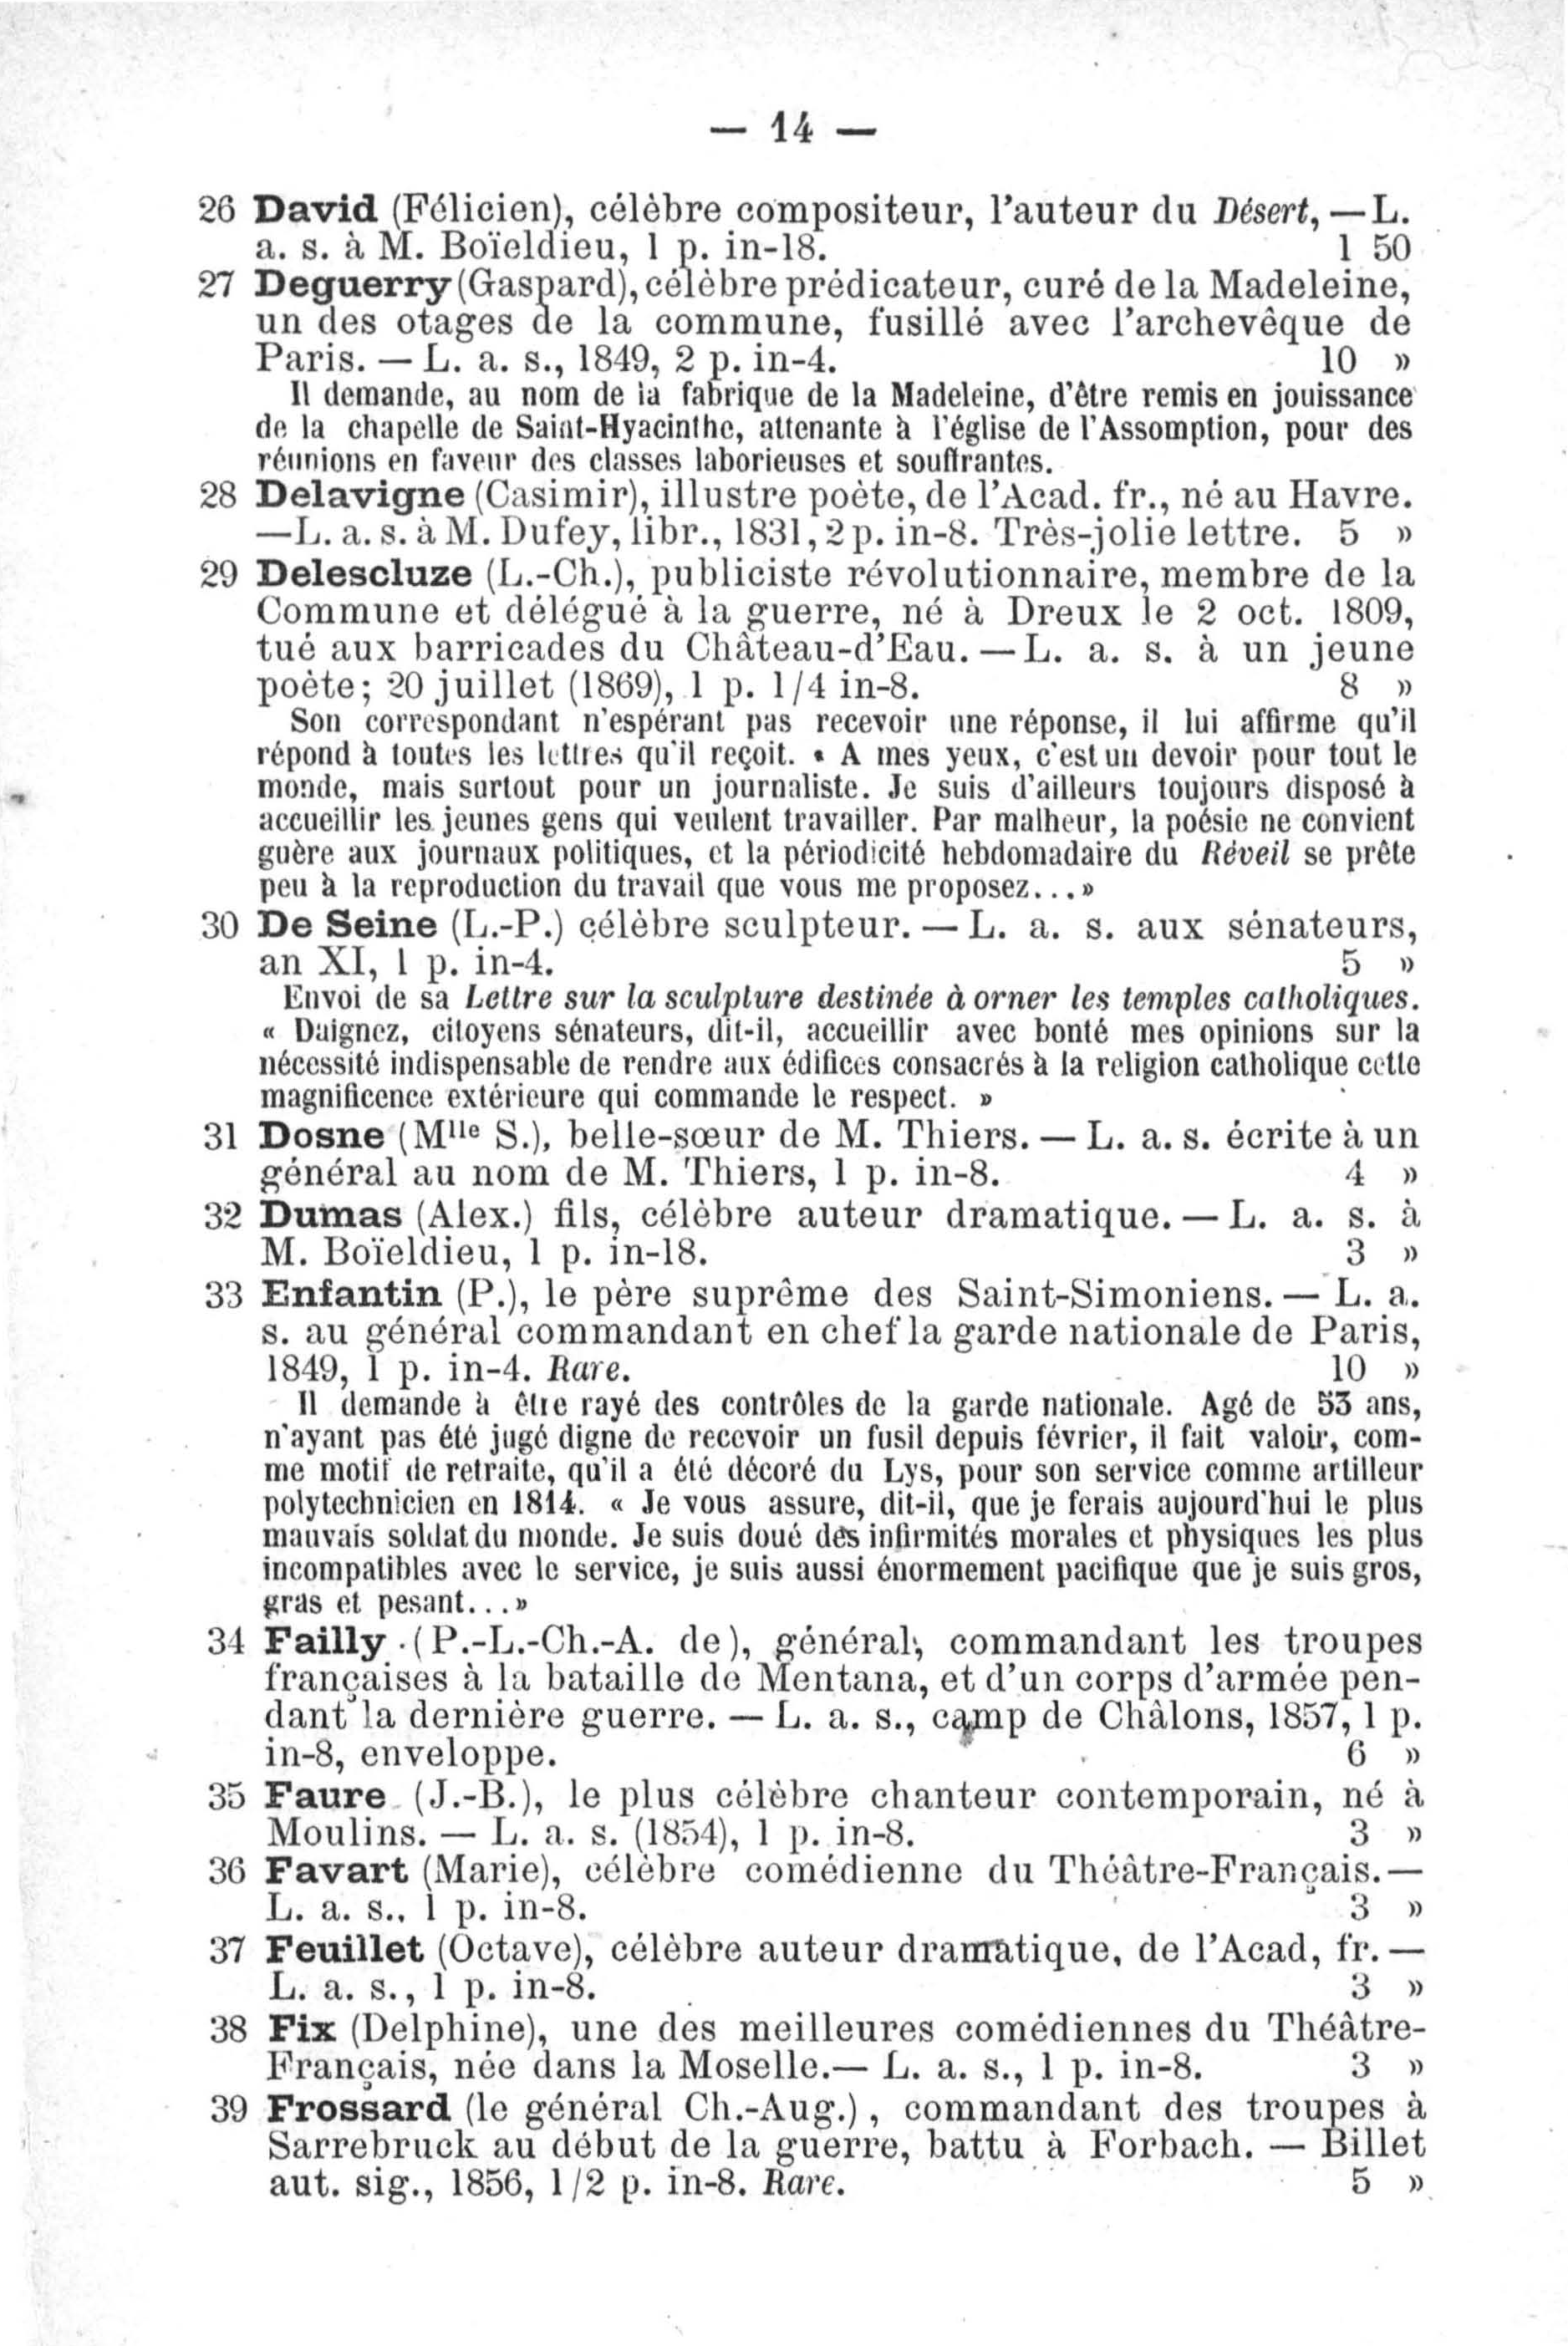 — 14 —
26 David (Félicien), célèbre compositeur, l'auteur du Désert, — L.
a. s. à M. Boïeldieu, 1 p. in-18. 1 50
27 Deguerry (Gaspard), célèbre prédicateur, curé de la Madeleine,
un des otages de la commune, fusillé avec l'archevêque de
Paris. — L. a. s., 1849, 2 p. in-4. 10 »
Il demande, au nom de la fabrique de la Madeleine, d'être remis en jouissance
de la chapelle de Saint-Hyacinthe, attenante à l'église de l'Assomption, pour des
réunions en faveur des classes laborieuses et souffrantes.
28 Delavigne (Casimir), illustre poète, de l'Acad. fr., né au Havre.
— L. a. s. à M. Dufey, libr., 1831, 2 p. in-8. Très-jolie lettre. 5 »
29 Delescluze (L.-Ch.), publiciste révolutionnaire, membre de la
Commune et délégué à la guerre, né à Dreux le 2 oct. 1809,
tué aux barricades du Château-d'Eau. — L. a. s. à un jeune
poète; 20 juillet (1869), 1 p. 1/4 in-8. 8 »
Son correspondant n'espérant pas recevoir une réponse, il lui affirme qu'il
répond à toutes les lettres qu'il reçoit. « A mes yeux, c'est un devoir pour tout le
monde, mais surtout pour un journaliste. Je suis d'ailleurs toujours disposé à
accueillir les jeunes gens qui veulent travailler. Par malheur, la poésie ne convient
guère aux journaux politiques, et la périodicité hebdomadaire du Réveil se prête
peu à la reproduction du travail que vous me proposez... »
30 De Seine (L.-P.) célèbre sculpteur. — L. a. s. aux sénateurs,
an XI, 1 p. in-4. 5 »
Envoi de sa Lettre sur la sculpture destinée à orner les temples catholiques.
« Daignez, citoyens sénateurs, dit-il, accueillir avec bonté mes opinions sur la
nécessité indispensable de rendre aux édifices consacrés à la religion catholique cette
magnificence extérieure qui commande le respect. »
31 Dosne (Mlle S.), belle-sœur de M. Thiers. — L. a. s. écrite à un
général au nom de M. Thiers, 1 p. in-8. 4 »
32 Dumas (Alex.) fils, célèbre auteur dramatique. — L. a. s. à
M. Boïeldieu, 1 p. in-18. 3 »
33 Enfantin (P.), le père suprême des Saint-Simoniens. — L. a.
s. au général commandant en chef la garde nationale de Paris,
1849, 1 p. in-4. Rare. 10 »
Il demande à être rayé des contrôles de la garde nationale. Agé de 53 ans,
n'ayant pas été jugé digne de recevoir un fusil depuis février, il fait valoir, com-
me motif de retraite, qu'il a été décoré du Lys, pour son service comme artilleur
polytechnicien en 1814. « Je vous assure, dit-il, que je ferais aujourd'hui le plus
mauvais soldat du monde. Je suis doué des infirmités morales et physiques les plus
incompatibles avec le service, je suis aussi énormement pacifique que je suis gros,
gras et pesant... »
34 Failly (P.-L.-Ch.-A. de), général, commandant les troupes
françaises à la bataille de Mentana, et d'un corps d'armée pen-
dant la dernière guerre. — L. a. s., camp de Châlons, 1857, 1 p.
in-8, enveloppe. 6 »
35 Faure (J.-B.), le plus célèbre chanteur contemporain, né à
Moulins. — L. a. s. (1854), 1 p. in-8. 3 »
36 Favart (Marie), célèbre comédienne du Théâtre-Français. —
L. a. s., 1 p. in-8. 3 »
37 Feuillet (Octave), célèbre auteur dramatique, de l'Acad, fr. —
L. a. s., 1 p. in-8. 3 »
38 Fix (Delphine), une des meilleures comédiennes du Théâtre-
Français, née dans la Moselle. — L. a. s., 1 p. in-8. 3 »
39 Frossard (le général Ch.-Aug.), commandant des troupes à
Sarrebruck au début de la guerre, battu à Forbach. — Billet
aut. sig., 1856, 1/2 p. in-8. Rare. 5 »